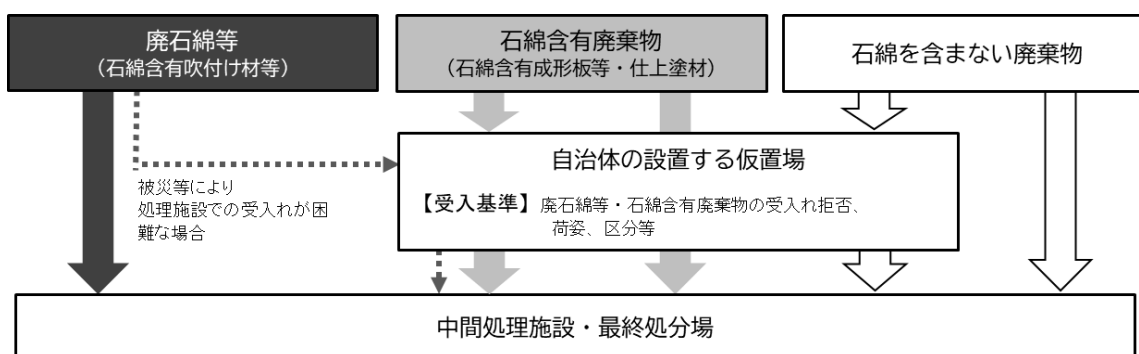 廃石綿等
（石綿含有吹付け材等）
石綿含有廃棄物
（石綿含有成形板等・仕上塗材）
石綿を含まない廃棄物
自治体の設置する仮置場
【受入基準】廃石綿等・石綿含有廃棄物の受入れ拒否、
荷姿、区分等
被災等により
処理施設での受入れが困
難な場合
中間処理施設・最終処分場